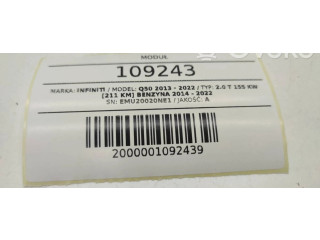 MODUŁ
109243
MARKA: INFINITI / MODEL: Q50 2013 - 2022 / TYP: 2.0 T 155 KW
[211 KM] BENZYNA 2014 - 2022
SN: EMU20020NE1 / JAKOŚĆ: A
2000001092439